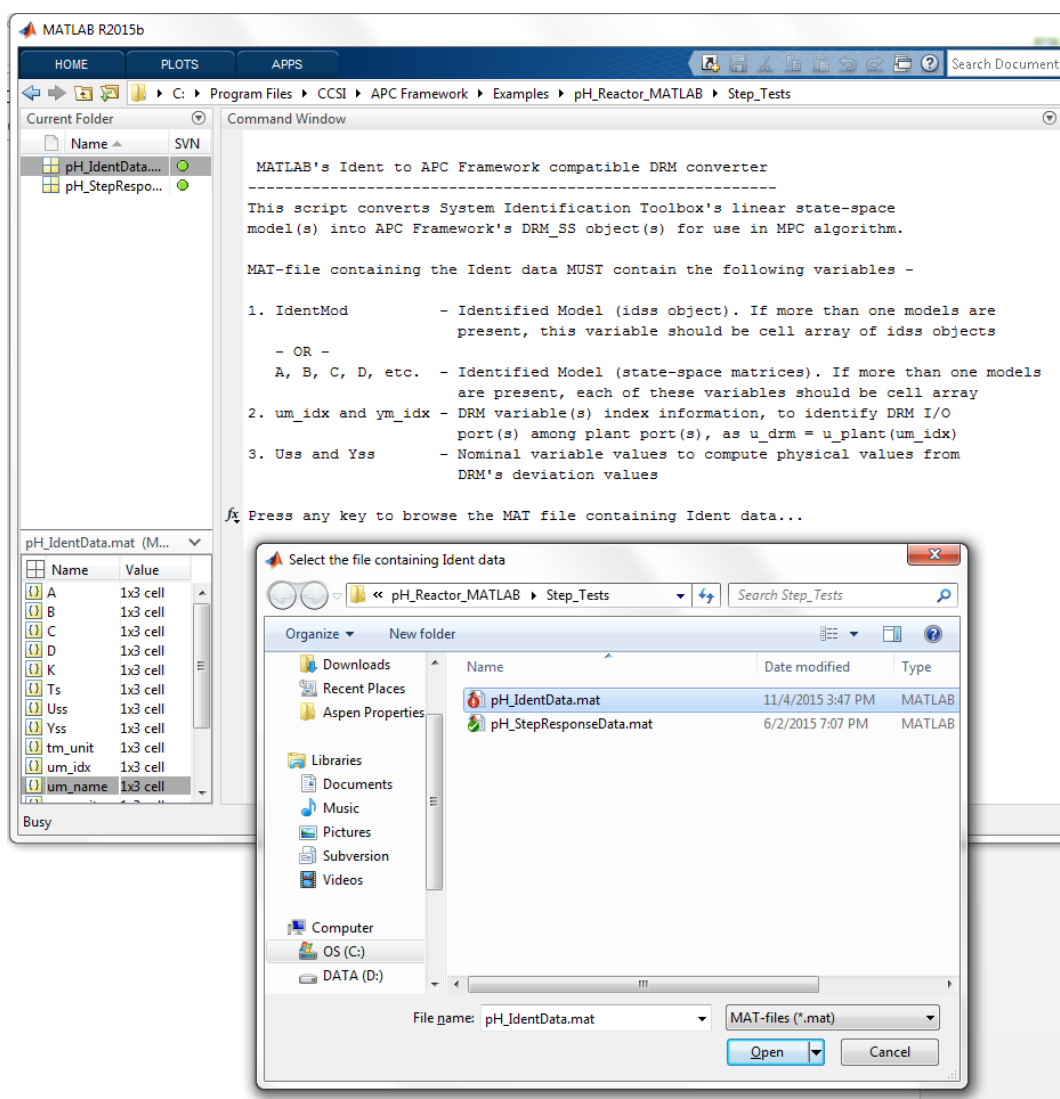 MATLAB R2015b
HOME PLOTS APPS Search Document
C: Program Files CCSI APC Framework Examples pH_Reactor_MATLAB Step_Tests
Current Folder Command Window
Name SVN
pH_IdentData....
pH_StepRespo...
MATLAB's Ident to APC Framework compatible DRM converter
----------------------------------------------------------
This script converts System Identification Toolbox's linear state-space
model(s) into APC Framework's DRM_SS object(s) for use in MPC algorithm.
MAT-file containing the Ident data MUST contain the following variables -
1. IdentMod - Identified Model (idss object). If more than one models are
present, this variable should be cell array of idss objects
- OR -
A, B, C, D, etc. - Identified Model (state-space matrices). If more than one models
are present, each of these variables should be cell array
2. um_idx and ym_idx - DRM variable(s) index information, to identify DRM I/O
port(s) among plant port(s), as u_drm = u_plant(um_idx)
3. Uss and Yss - Nominal variable values to compute physical values from
DRM's deviation values
fx Press any key to browse the MAT file containing Ident data...
pH_IdentData.mat (M...
Name Value
A 1x3 cell
B 1x3 cell
C 1x3 cell
D 1x3 cell
K 1x3 cell
Ts 1x3 cell
Uss 1x3 cell
Yss 1x3 cell
tm_unit 1x3 cell
um_idx 1x3 cell
um_name 1x3 cell
Busy
Select the file containing Ident data
« pH_Reactor_MATLAB Step_Tests Search Step_Tests
Organize New folder
Downloads
Recent Places
Aspen Properties
Libraries
Documents
Music
Pictures
Subversion
Videos
Computer
OS (C:)
DATA (D:)
Name Date modified Type
pH_IdentData.mat 11/4/2015 3:47 PM MATLAB
pH_StepResponseData.mat 6/2/2015 7:07 PM MATLAB
File name: pH_IdentData.mat MAT-files (*.mat)
Open Cancel